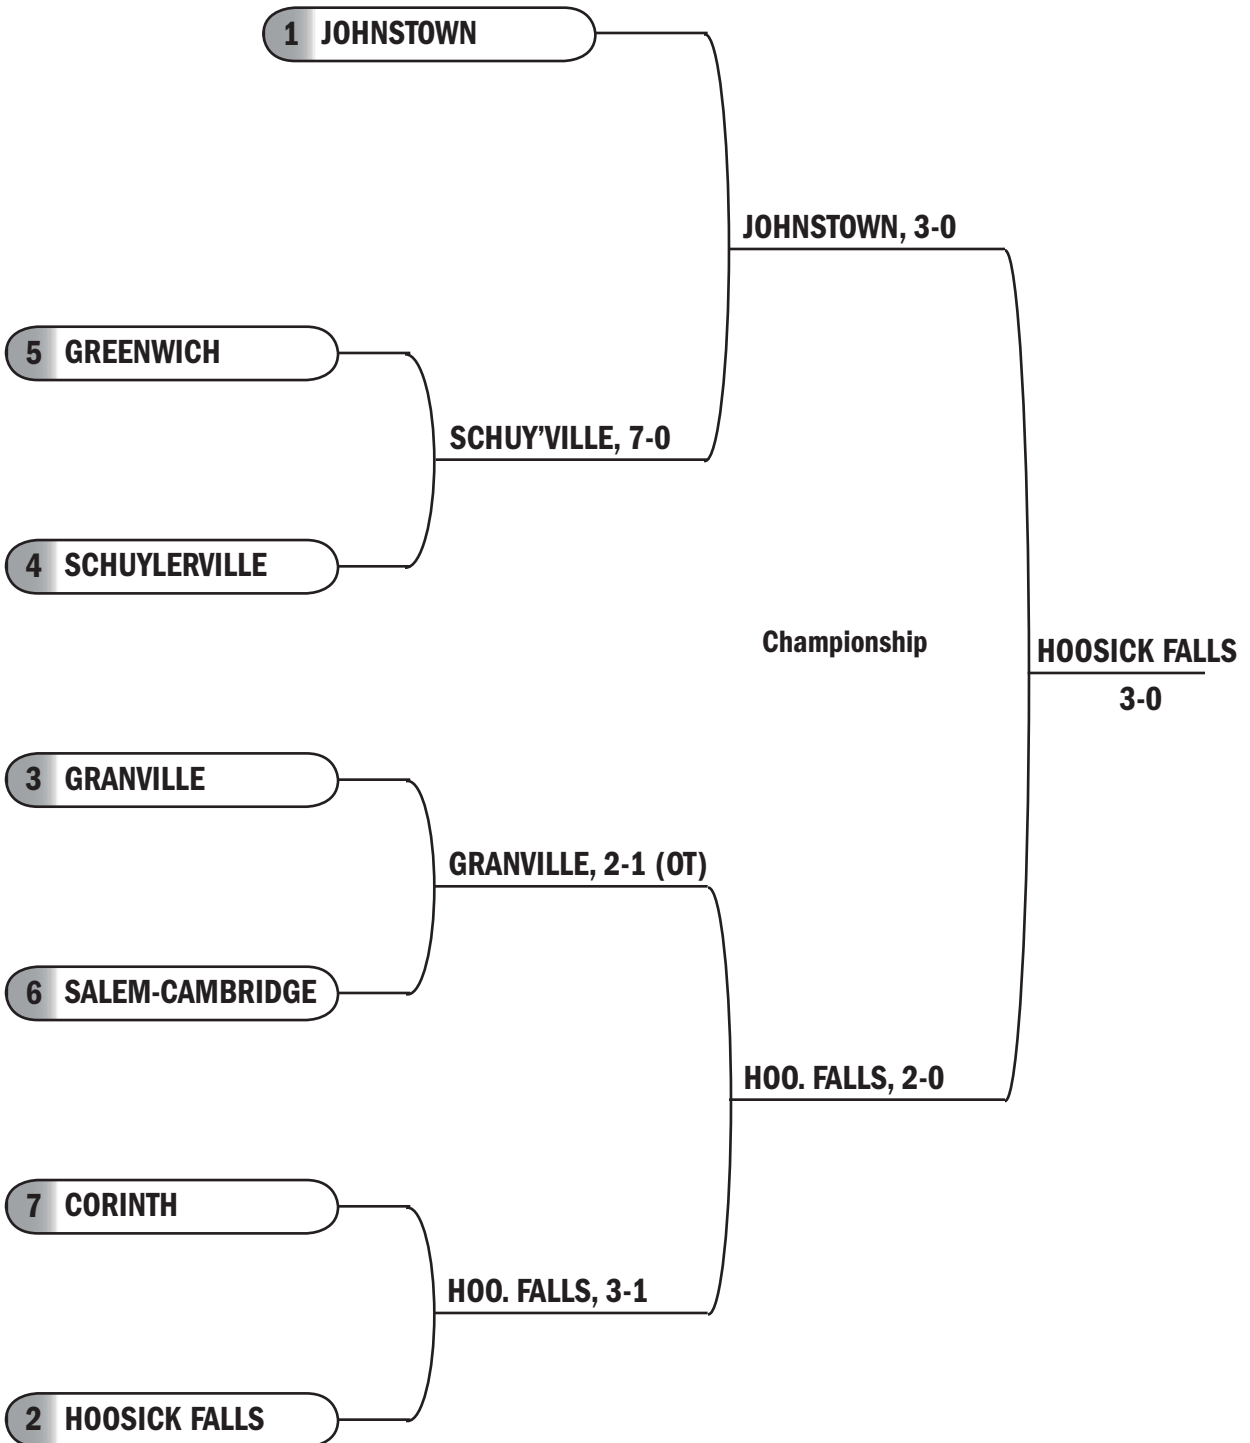 1 JOHNSTOWN
JOHNSTOWN, 3-0
5 GREENWICH
SCHUY'VILLE, 7-0
4 SCHUYLERVILLE
Championship
HOOSICK FALLS
3-0
3 GRANVILLE
GRANVILLE, 2-1 (OT)
6 SALEM-CAMBRIDGE
HOO. FALLS, 2-0
7 CORINTH
HOO. FALLS, 3-1
2 HOOSICK FALLS